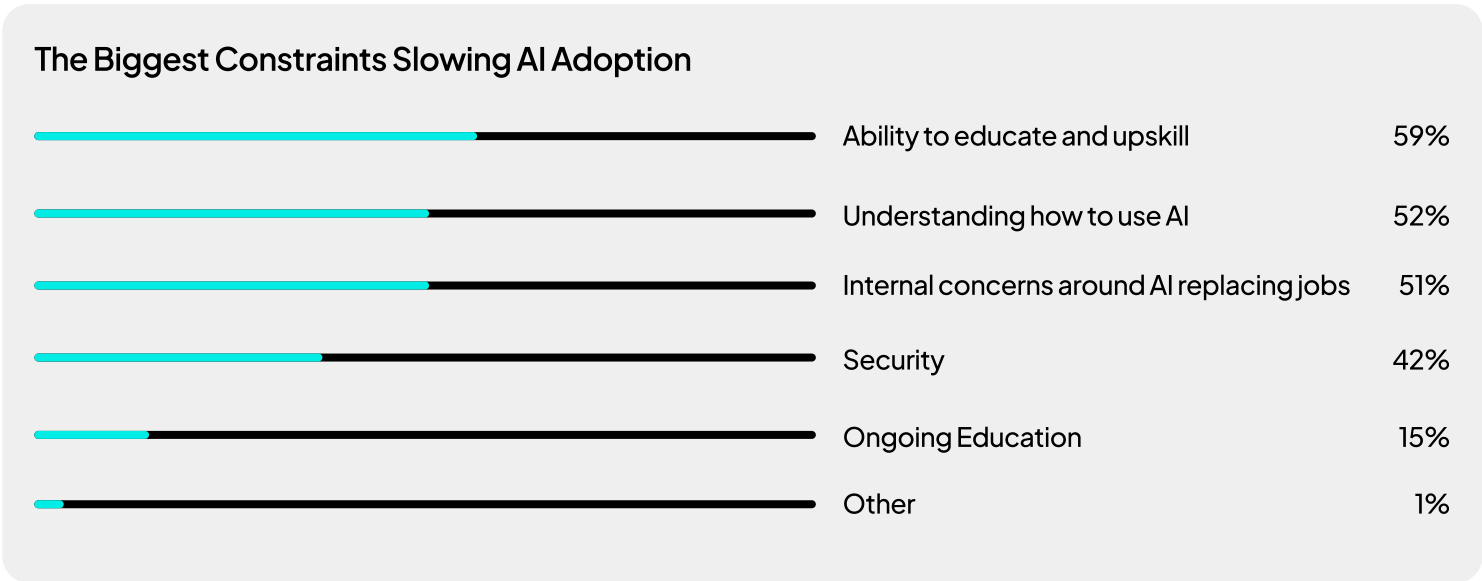 The Biggest Constraints Slowing AI Adoption
Ability to educate and upskill 59%
Understanding how to use AI 52%
Internal concerns around AI replacing jobs 51%
Security 42%
Ongoing Education 15%
Other 1%